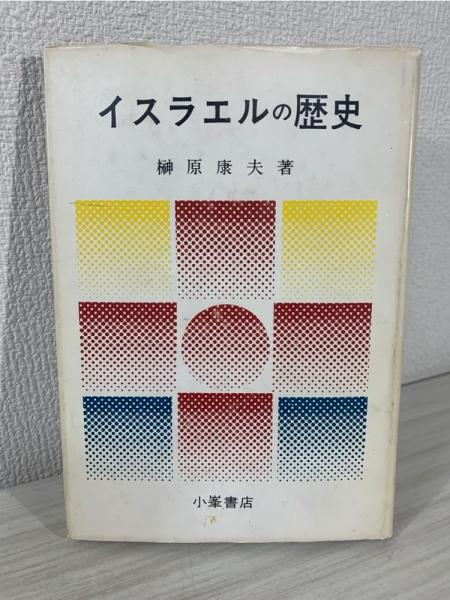 イスラエルの歴史
榊原康夫著
小峯書店